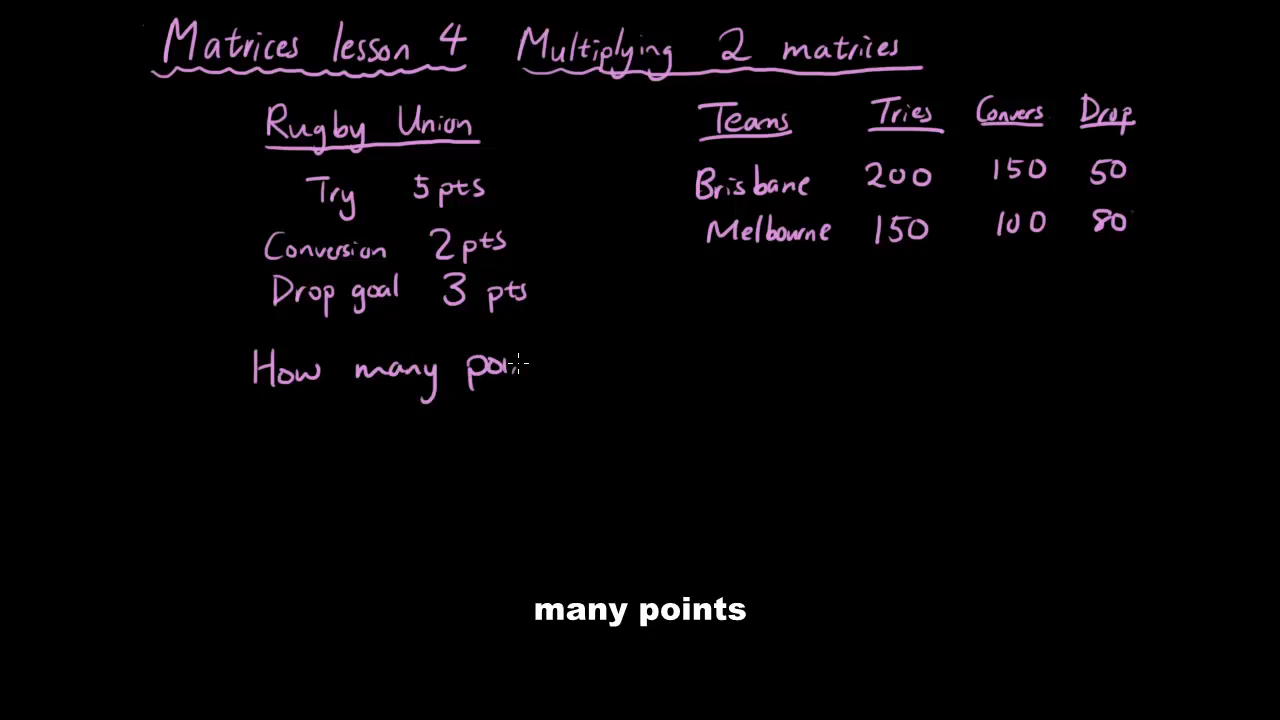 Matrices lesson 4 Multiplying 2 matrices
Rugby Union
Try 5 pts
Conversion 2 pts
Drop goal 3 pts
How many poin
Teams Tries Convers Drop
Brisbane 200 150 50
Melbourne 150 100 80
many points